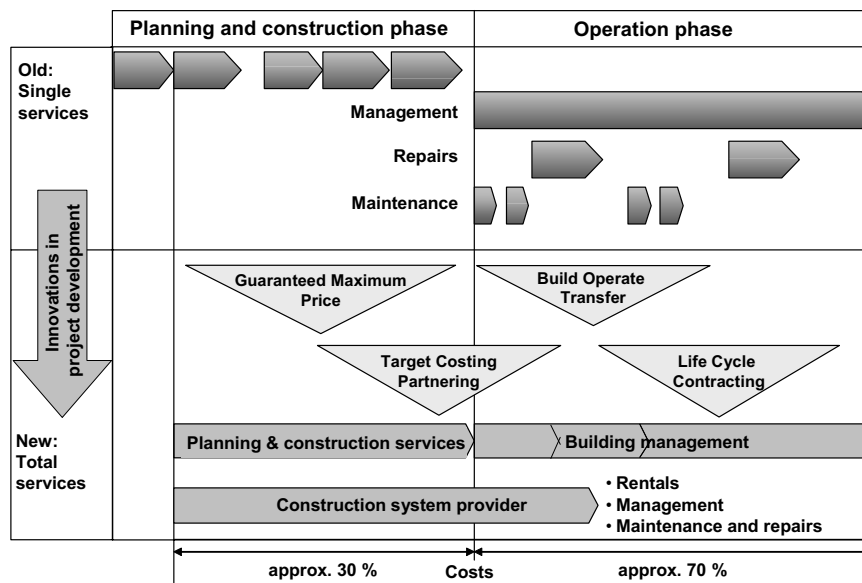 Planning and construction phase
Operation phase
Old:
Single
services
Management
Repairs
Maintenance
Innovations in
project development
Guaranteed Maximum
Price
Build Operate
Transfer
Target Costing
Partnering
Life Cycle
Contracting
New:
Total
services
Planning & construction services
Building management
Construction system provider
• Rentals
• Management
• Maintenance and repairs
approx. 30 %
Costs
approx. 70 %